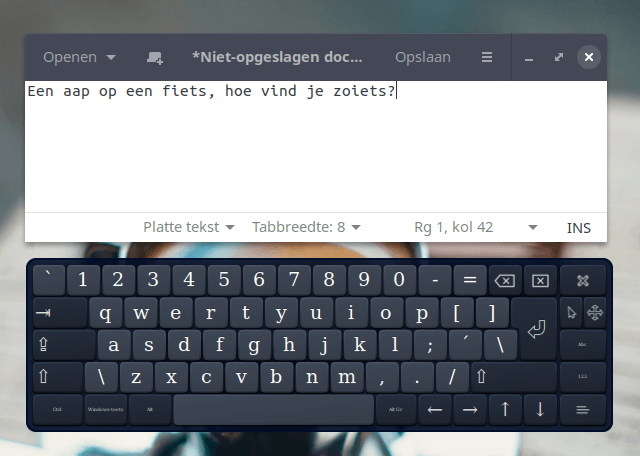 Openen *Niet-opgeslagen doc... Opslaan
Een aap op een fiets, hoe vind je zoiets?
Platte tekst Tabbreedte: 8 Rg 1, kol 42 INS
` 1 2 3 4 5 6 7 8 9 0 - =
q w e r t y u i o p [ ]
a s d f g h j k l ; ´ \
Abc
\ z x c v b n m , . /
123
Ctrl Windows-toets Alt Alt Gr